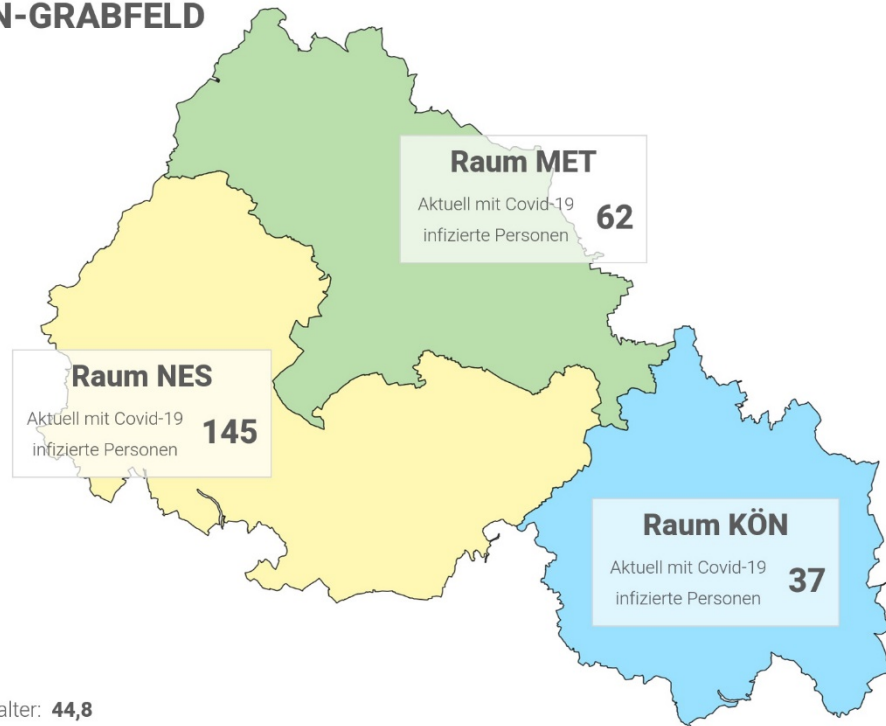 N-GRABFELD
Raum MET
Aktuell mit Covid-19
infizierte Personen
62
Raum NES
Aktuell mit Covid-19
infizierte Personen
145
Raum KÖN
Aktuell mit Covid-19
infizierte Personen
37
alter: 44,8